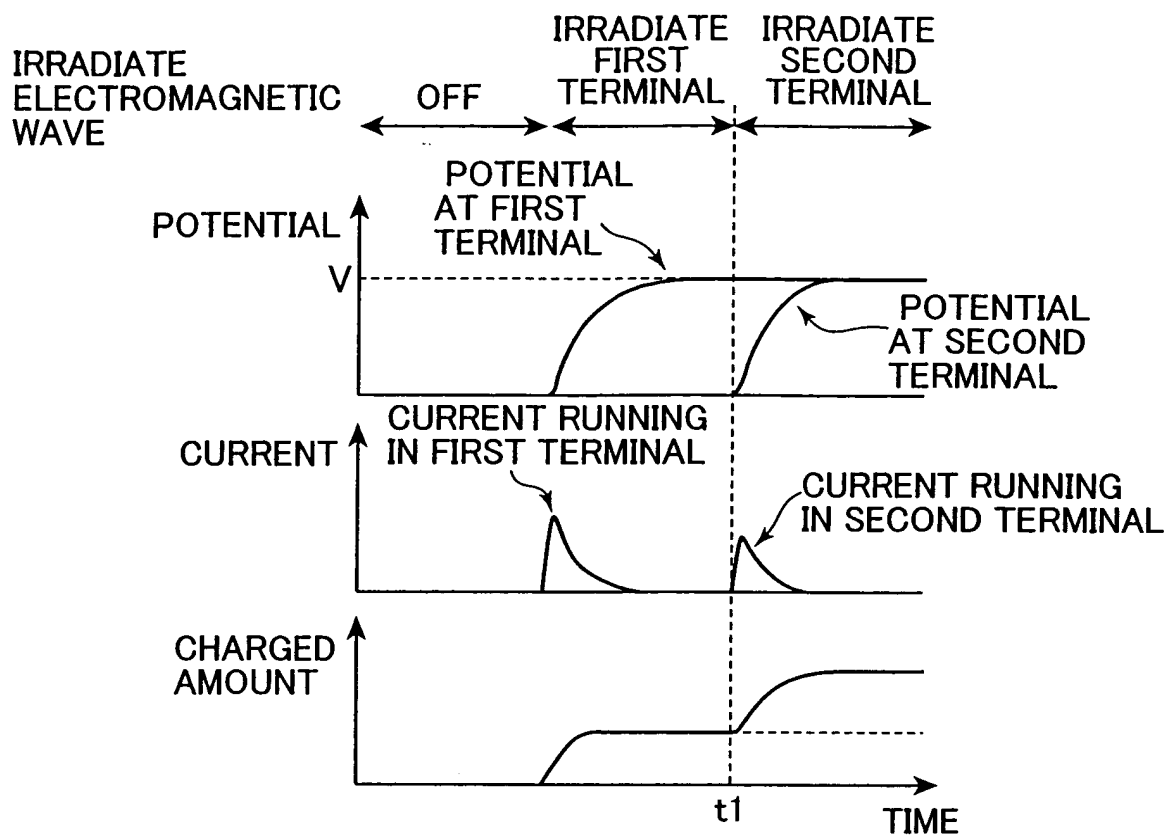 IRRADIATE
ELECTROMAGNETIC
WAVE
OFF
IRRADIATE
FIRST
TERMINAL
IRRADIATE
SECOND
TERMINAL
POTENTIAL
V
POTENTIAL
AT FIRST
TERMINAL
POTENTIAL
AT SECOND
TERMINAL
CURRENT
CURRENT RUNNING
IN FIRST TERMINAL
CURRENT RUNNING
IN SECOND TERMINAL
CHARGED
AMOUNT
t1
TIME